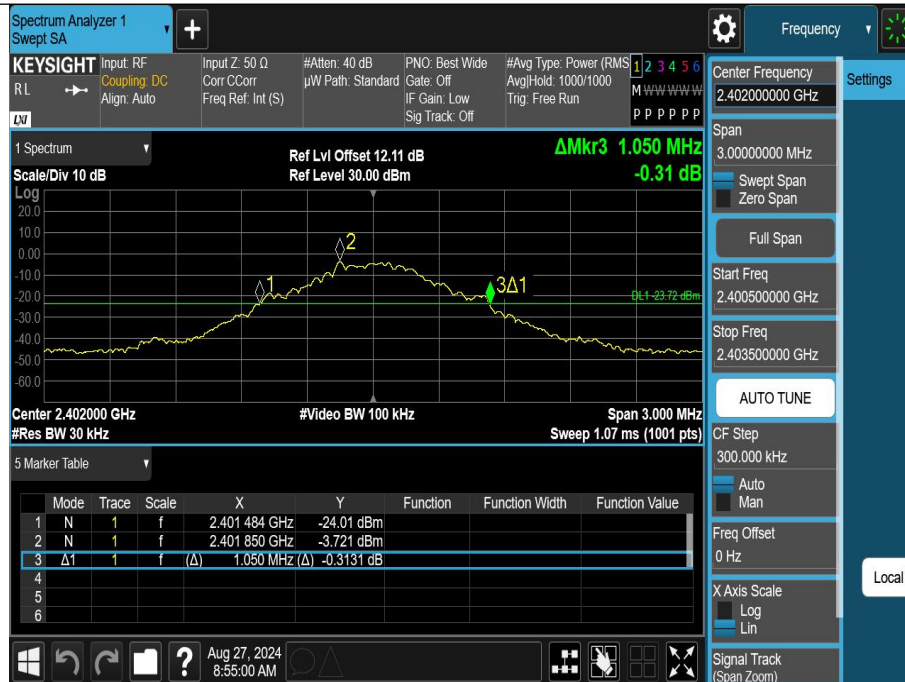 Spectrum Analyzer 1
Swept SA
+
Frequency
KEYSIGHT
RL
LXI
Input: RF
Coupling: DC
Align: Auto
Input Z: 50 Ω
Corr CCorr
Freq Ref: Int (S)
#Atten: 40 dB
µW Path: Standard
PNO: Best Wide
Gate: Off
IF Gain: Low
Sig Track: Off
#Avg Type: Power (RMS
Avg|Hold: 1000/1000
Trig: Free Run
1 2 3 4 5 6
M W W W W W
P P P P P P
1 Spectrum
Scale/Div 10 dB
Ref Lvl Offset 12.11 dB
Ref Level 30.00 dBm
ΔMkr3 1.050 MHz
-0.31 dB
Log
20.0
10.0
0.00
-10.0
-20.0
-30.0
-40.0
-50.0
-60.0
1
2
3Δ1
DL1 -23.72 dBm
Center 2.402000 GHz
#Video BW 100 kHz
Span 3.000 MHz
#Res BW 30 kHz
Sweep 1.07 ms (1001 pts)
5 Marker Table
Mode Trace Scale X Y Function Function Width Function Value
1 N 1 f 2.401 484 GHz -24.01 dBm
2 N 1 f 2.401 850 GHz -3.721 dBm
3 Δ1 1 f (Δ) 1.050 MHz (Δ) -0.3131 dB
4
5
6
?
Aug 27, 2024
8:55:00 AM
Center Frequency
2.402000000 GHz
Span
3.00000000 MHz
Swept Span
Zero Span
Full Span
Start Freq
2.400500000 GHz
Stop Freq
2.403500000 GHz
AUTO TUNE
CF Step
300.000 kHz
Auto
Man
Freq Offset
0 Hz
X Axis Scale
Log
Lin
Signal Track
(Span Zoom)
Settings
Local